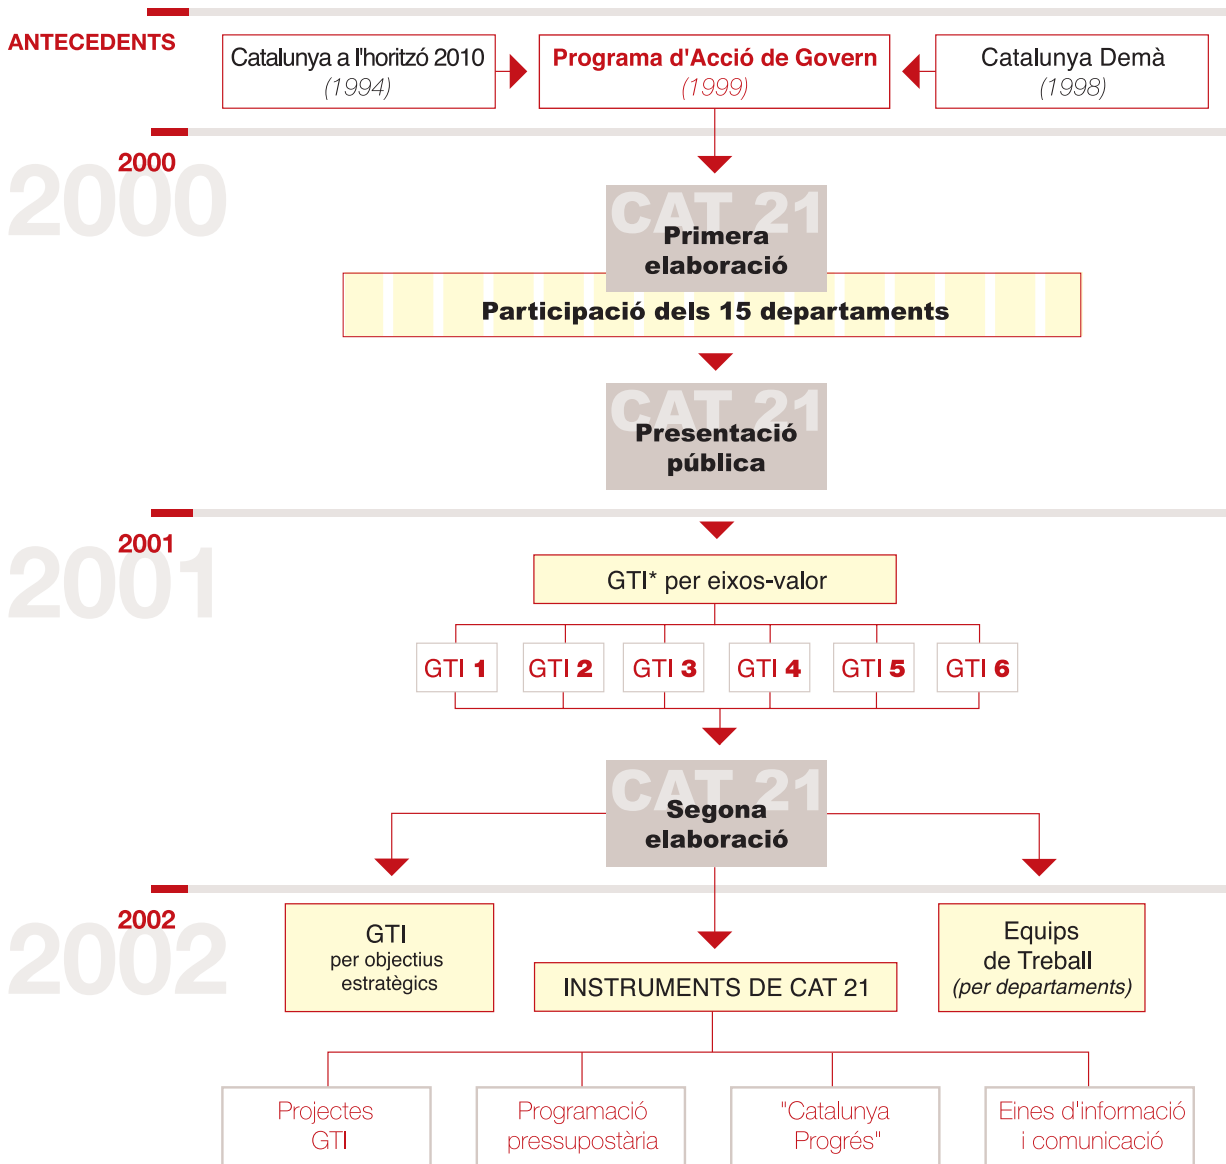 ANTECEDENTS
Catalunya a l'horitzó 2010
(1994)
Programa d'Acció de Govern
(1999)
Catalunya Demà
(1998)
2000
2000
CAT 21
Primera
elaboració
Participació dels 15 departaments
CAT 21
Presentació
pública
2001
2001
GTI* per eixos-valor
GTI 1
GTI 2
GTI 3
GTI 4
GTI 5
GTI 6
CAT 21
Segona
elaboració
2002
2002
GTI
per objectius
estratègics
INSTRUMENTS DE CAT 21
Equips
de Treball
(per departaments)
Projectes
GTI
Programació
pressupostària
"Catalunya
Progrés"
Eines d'informació
i comunicació